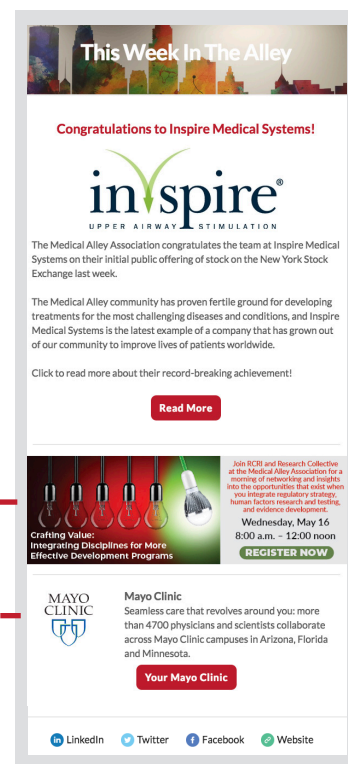 This Week In The Alley
Congratulations to Inspire Medical Systems!
inspire®
UPPER AIRWAY STIMULATION
The Medical Alley Association congratulates the team at Inspire Medical
Systems on their initial public offering of stock on the New York Stock
Exchange last week.
The Medical Alley community has proven fertile ground for developing
treatments for the most challenging diseases and conditions, and Inspire
Medical Systems is the latest example of a company that has grown out
of our community to improve lives of patients worldwide.
Click to read more about their record-breaking achievement!
Read More
Crafting Value:
Integrating Disciplines for More
Effective Development Programs
Join RCRI and Research Collective
at the Medical Alley Association for a
morning of networking and insights
into the opportunities that exist when
you integrate regulatory strategy,
human factors research and testing,
and evidence development.
Wednesday, May 16
8:00 a.m. – 12:00 noon
REGISTER NOW
MAYO
CLINIC
Mayo Clinic
Seamless care that revolves around you: more
than 4700 physicians and scientists collaborate
across Mayo Clinic campuses in Arizona, Florida
and Minnesota.
Your Mayo Clinic
LinkedIn Twitter Facebook Website